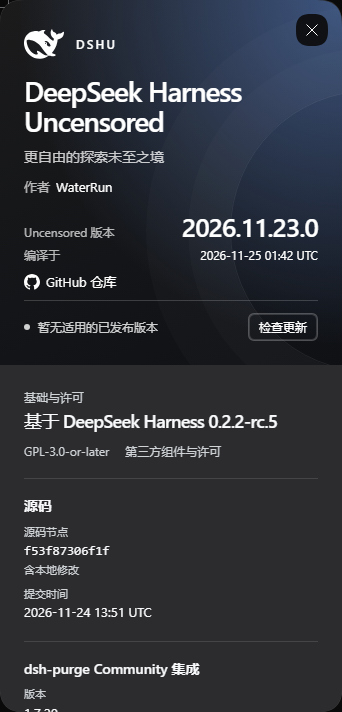 DSHU
DeepSeek Harness
Uncensored
更自由的探索未至之境
作者 WaterRun
Uncensored 版本 2026.11.23.0
编译于 2026-11-25 01:42 UTC
GitHub 仓库
暂无适用的已发布版本 检查更新
基础与许可
基于 DeepSeek Harness 0.2.2-rc.5
GPL-3.0-or-later 第三方组件与许可
源码
源码节点
f53f87306f1f
含本地修改
提交时间
2026-11-24 13:51 UTC
dsh-purge Community 集成
版本